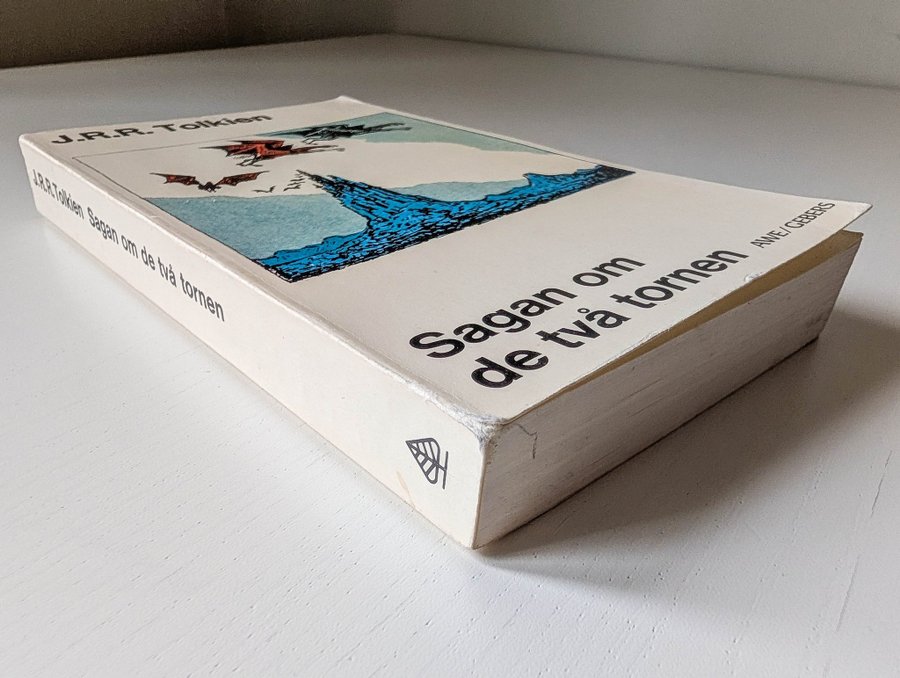 J.R.R. Tolkien
Sagan om
de två tornen
AWE/GEBERS
J.R.R.Tolkien Sagan om de två tornen